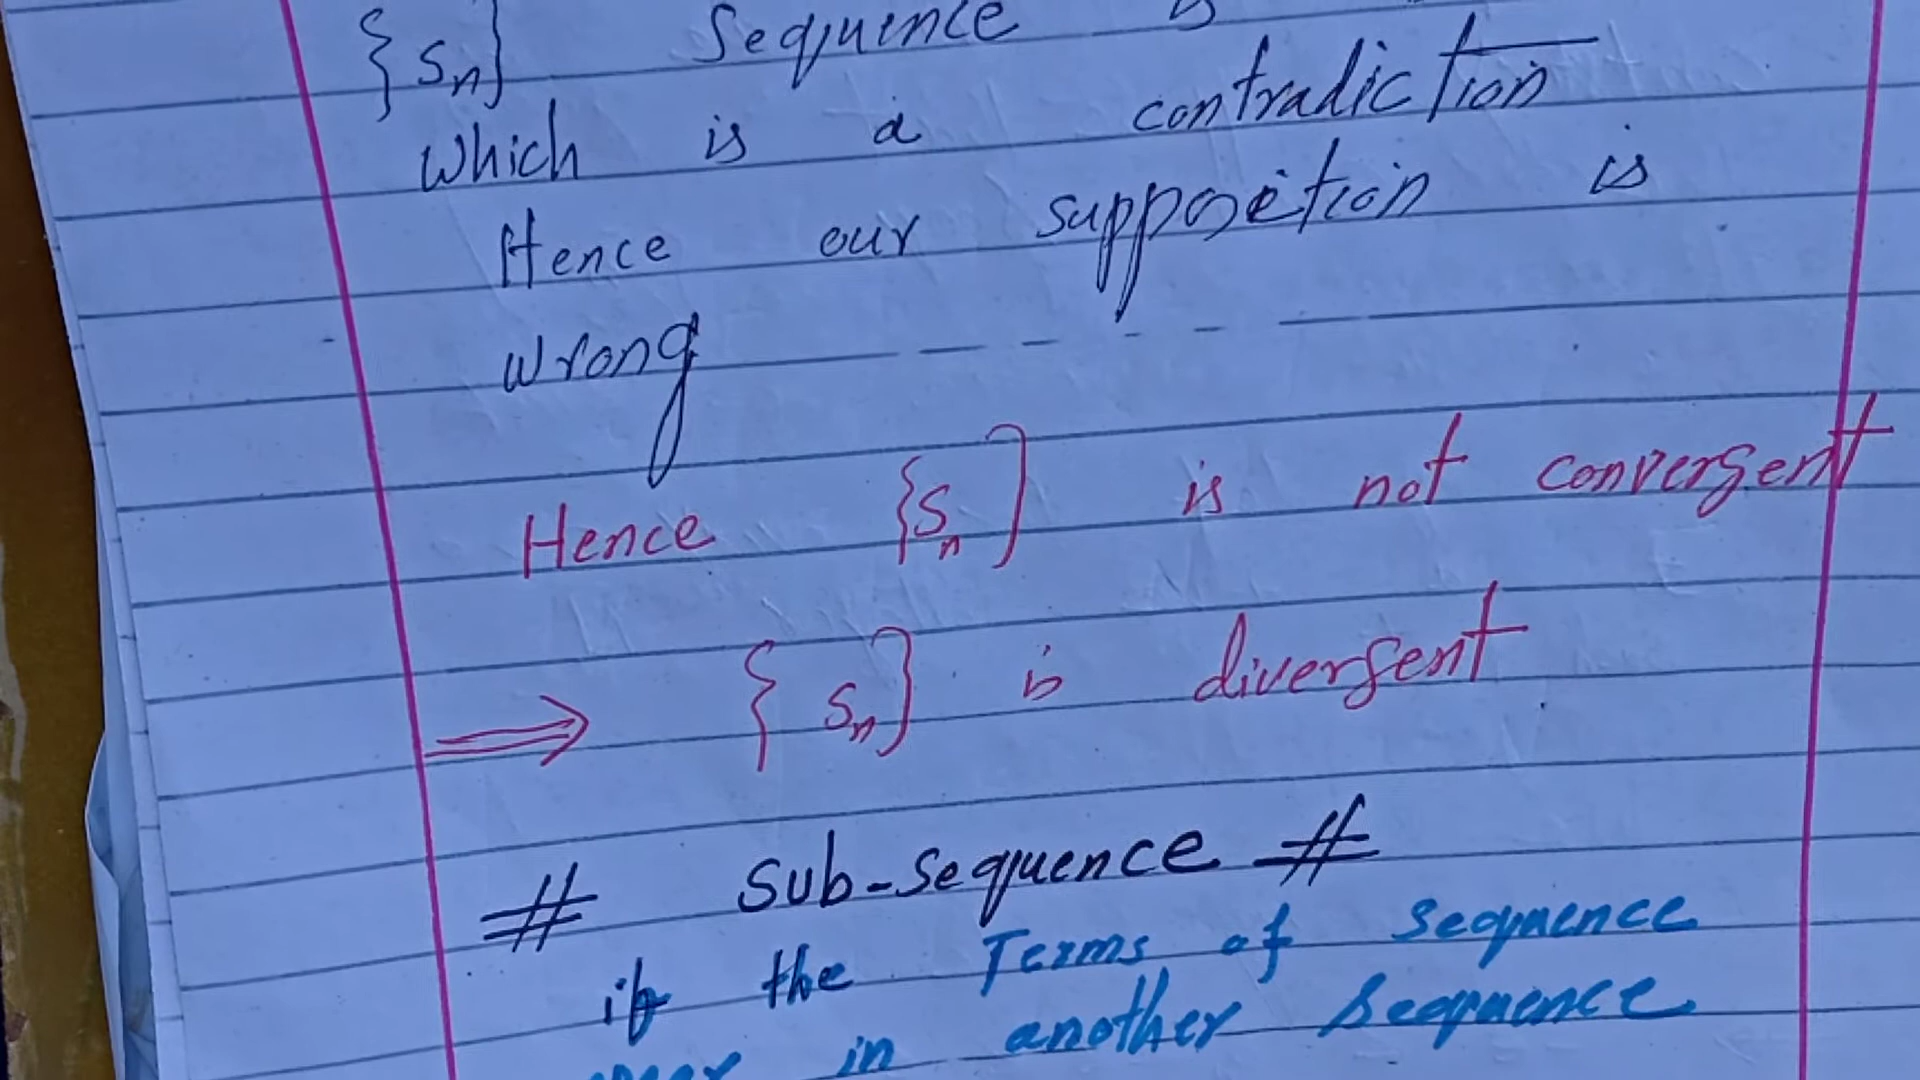 {Sn} Sequence is
which is a contradiction
Hence our supposition is
wrong
Hence {Sn} is not convergent
⟹ {Sn} is divergent
# Sub-Sequence #
if the Terms of Sequence
in another Sequence